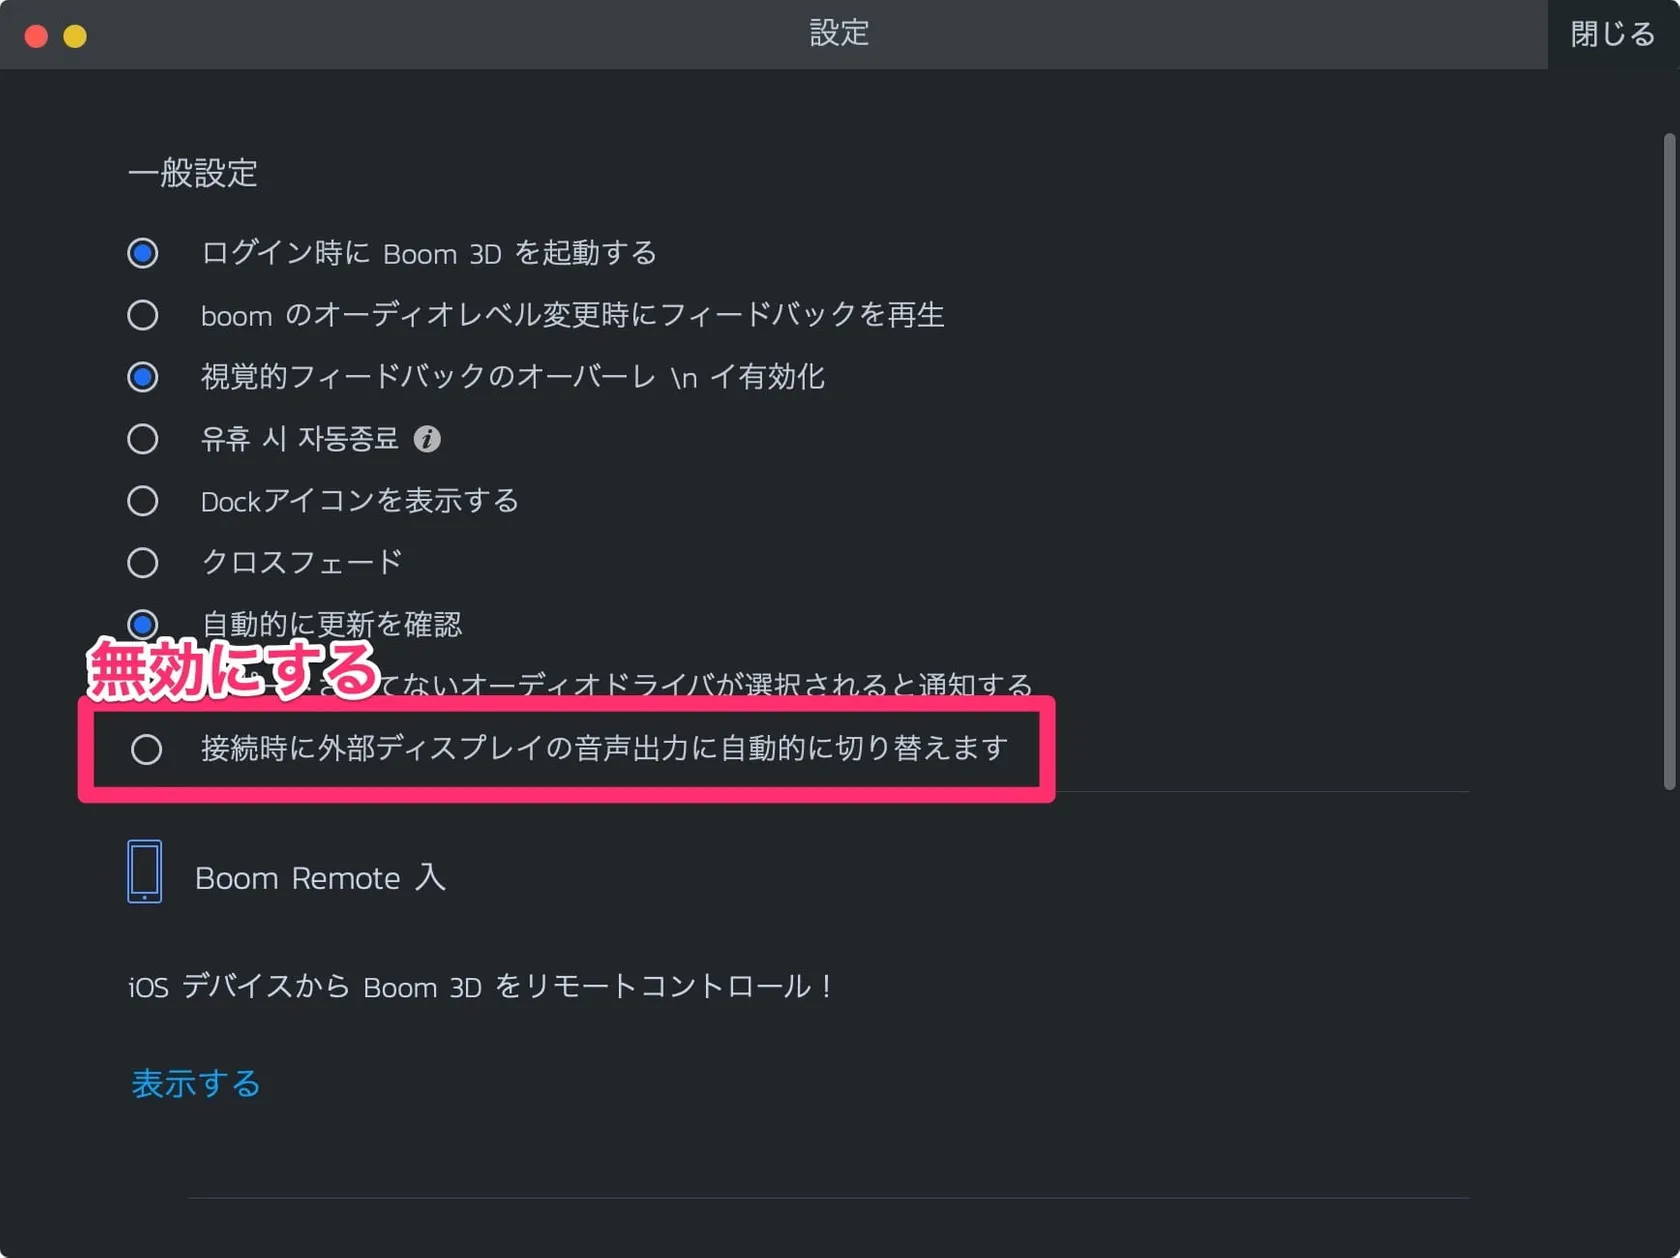 設定
閉じる
一般設定
ログイン時に Boom 3D を起動する
boom のオーディオレベル変更時にフィードバックを再生
視覚的フィードバックのオーバーレ \n イ有効化
유휴 시 자동종료
Dockアイコンを表示する
クロスフェード
自動的に更新を確認
無効にする
てないオーディオドライバが選択されると通知する
接続時に外部ディスプレイの音声出力に自動的に切り替えます
Boom Remote 入
iOS デバイスから Boom 3D をリモートコントロール！
表示する